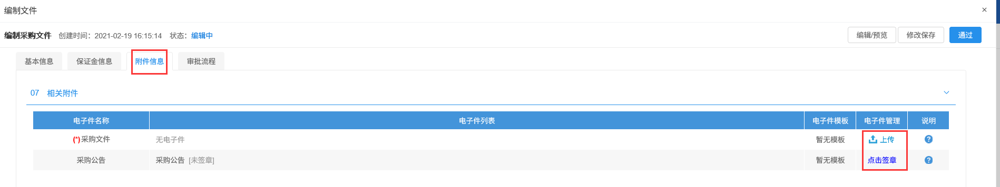 编制文件 ×
编制采购文件 创建时间：2021-02-19 16:15:14 状态：编辑中 编辑/预览 修改保存 通过
基本信息 保证金信息 附件信息 审批流程
07 相关附件
电子件名称 电子件列表 电子件模板 电子件管理 说明
(*)采购文件 无电子件 暂无模板 上传 ?
采购公告 采购公告 [未签章] 暂无模板 点击签章 ?